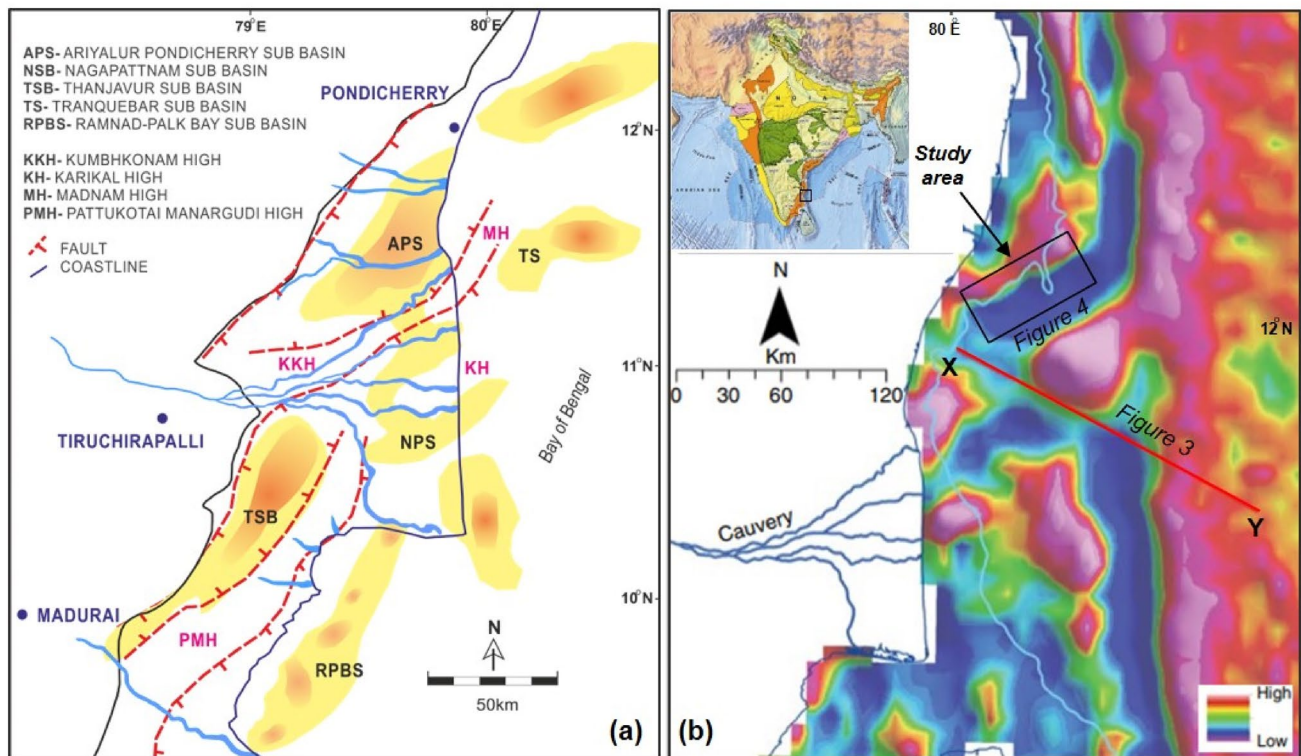 79°E
80°E
APS- ARIYALUR PONDICHERRY SUB BASIN
NSB- NAGAPATTNAM SUB BASIN
TSB- THANJAVUR SUB BASIN
TS- TRANQUEBAR SUB BASIN
RPBS- RAMNAD-PALK BAY SUB BASIN
KKH- KUMBHKONAM HIGH
KH- KARIKAL HIGH
MH- MADNAM HIGH
PMH- PATTUKOTAI MANARGUDI HIGH
FAULT
COASTLINE
PONDICHERRY
12°N
APS
MH
TS
11°N
KKH
KH
TIRUCHIRAPALLI
NPS
Bay of Bengal
TSB
10°N
MADURAI
PMH
RPBS
N
50km
(a)
80°E
Study
area
N
Km
0 60 120
12°N
Figure 4
X
Figure 3
Y
Cauvery
High
Low
(b)